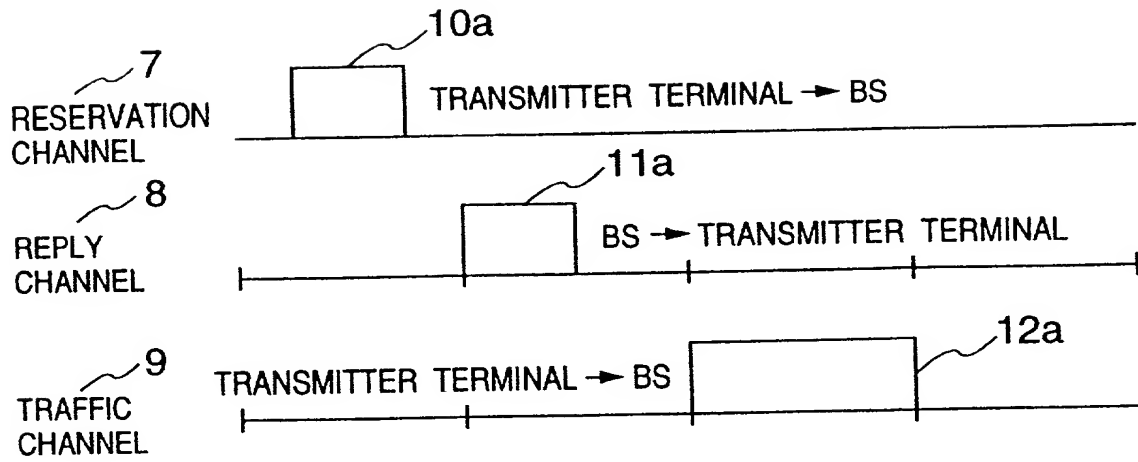 10a
7
RESERVATION
CHANNEL
TRANSMITTER TERMINAL → BS
11a
8
REPLY
CHANNEL
BS → TRANSMITTER TERMINAL
12a
9
TRAFFIC
CHANNEL
TRANSMITTER TERMINAL → BS